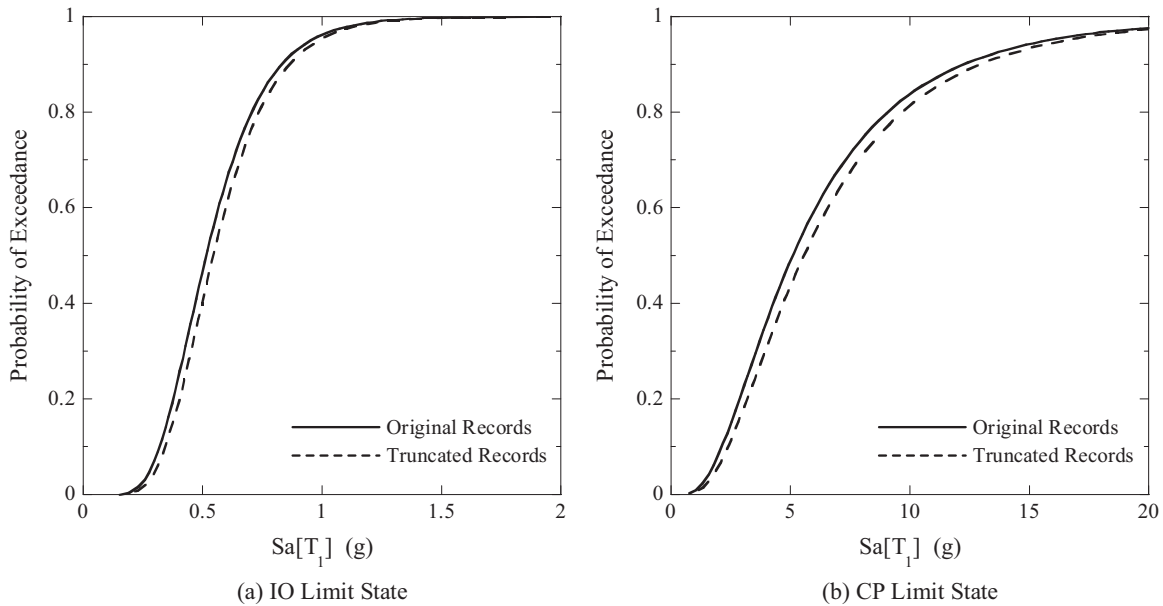 Probability of Exceedance
1
0.8
0.6
0.4
0.2
0
Original Records
Truncated Records
0
0.5
1
1.5
2
Sa[T₁] (g)
(a) IO Limit State
Probability of Exceedance
1
0.8
0.6
0.4
0.2
0
Original Records
Truncated Records
0
5
10
15
20
Sa[T₁] (g)
(b) CP Limit State